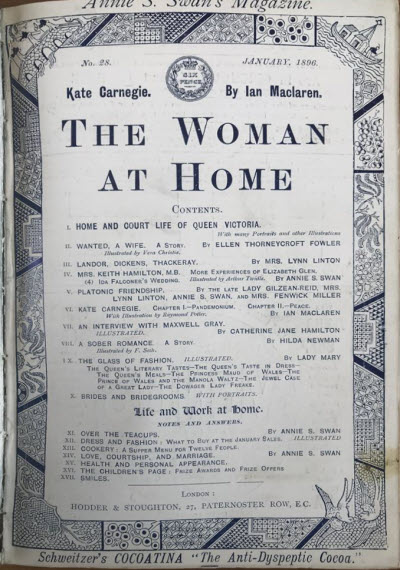 Annie S. Swan's Magazine.
No. 28.
SIX PENCE
JANUARY, 1896.
Kate Carnegie. By Ian Maclaren.
THE WOMAN
AT HOME
CONTENTS.
I. HOME AND COURT LIFE OF QUEEN VICTORIA.
With many Portraits and other Illustrations
II. WANTED, A WIFE. A STORY. BY ELLEN THORNEYCROFT FOWLER
Illustrated by Vera Christie.
III. LANDOR, DICKENS, THACKERAY. BY MRS. LYNN LINTON
IV. MRS. KEITH HAMILTON, M.B. MORE EXPERIENCES OF ELIZABETH GLEN.
(4) IDA FALCONER'S WEDDING. Illustrated by Arthur Twidle. BY ANNIE S. SWAN
V. PLATONIC FRIENDSHIP. BY THE LATE LADY GILZEAN-REID, MRS.
LYNN LINTON, ANNIE S. SWAN, AND MRS. FENWICK MILLER
VI. KATE CARNEGIE. CHAPTER I.—PANDEMONIUM. CHAPTER II.—PEACE.
With Illustration by Raymond Potter. BY IAN MACLAREN
VII. AN INTERVIEW WITH MAXWELL GRAY.
ILLUSTRATED. BY CATHERINE JANE HAMILTON
VIII. A SOBER ROMANCE. A STORY. BY HILDA NEWMAN
Illustrated by F.
IX. THE GLASS OF FASHION. ILLUSTRATED. BY LADY MARY
THE QUEEN'S LITERARY TASTES—THE QUEEN'S TASTE IN DRESS—
THE QUEEN'S MEALS—THE PRINCESS MAUD OF WALES—THE
PRINCE OF WALES AND THE MANOLA WALTZ—THE JEWEL CASE
OF A GREAT LADY—THE DOWAGER LADY FREAKE.
X. BRIDES AND BRIDEGROOMS. WITH PORTRAITS.
Life and Work at Home.
NOTES AND ANSWERS.
XI. OVER THE TEACUPS. BY ANNIE S. SWAN
XII. DRESS AND FASHION: WHAT TO BUY AT THE JANUARY SALES. ILLUSTRATED
XIII. COOKERY: A SUPPER MENU FOR TWELVE PEOPLE.
XIV. LOVE, COURTSHIP, AND MARRIAGE. BY ANNIE S. SWAN
XV. HEALTH AND PERSONAL APPEARANCE.
XVI. THE CHILDREN'S PAGE: PRIZE AWARDS AND PRIZE OFFERS
XVII. SMILES.
LONDON:
HODDER & STOUGHTON, 27, PATERNOSTER ROW, E.C.
Schweitzer's COCOATINA "The Anti-Dyspeptic Cocoa."